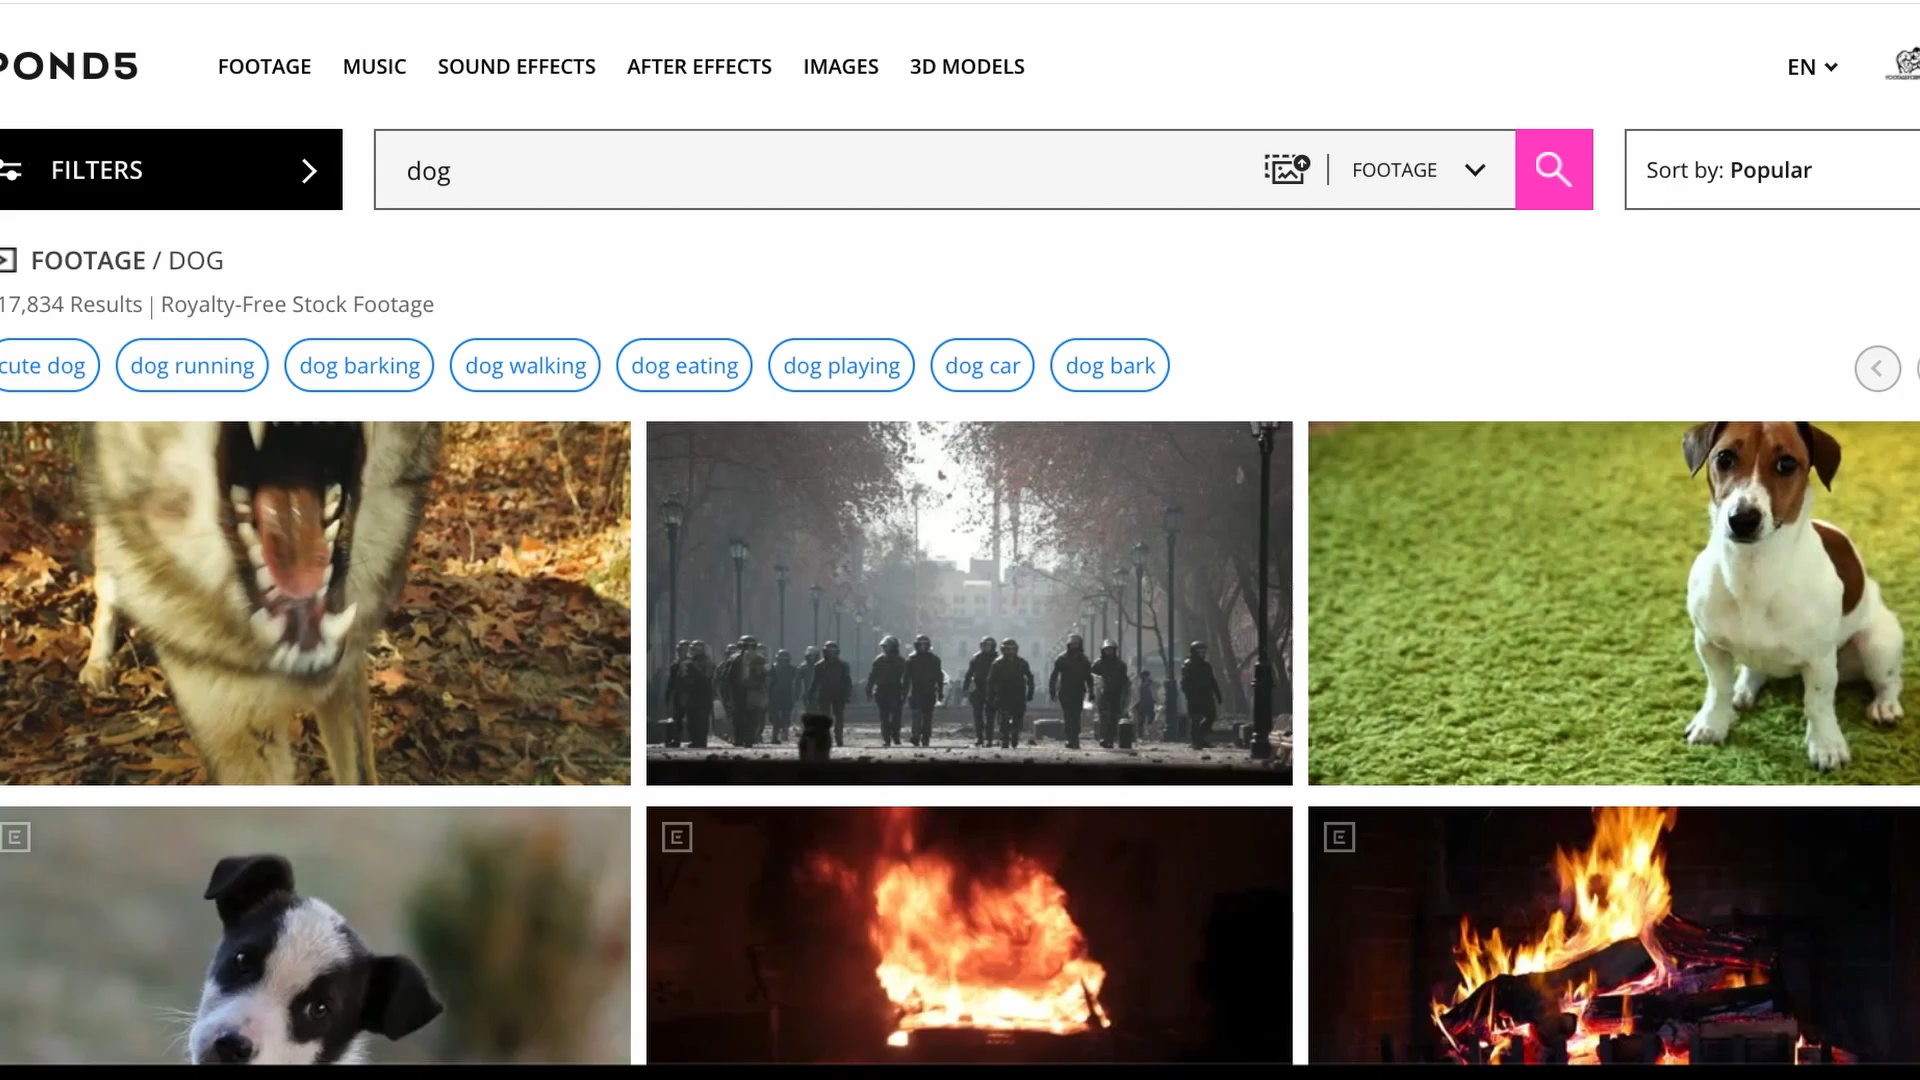 POND5 FOOTAGE MUSIC SOUND EFFECTS AFTER EFFECTS IMAGES 3D MODELS EN
FILTERS dog FOOTAGE Sort by: Popular
FOOTAGE / DOG
17,834 Results | Royalty-Free Stock Footage
cute dog dog running dog barking dog walking dog eating dog playing dog car dog bark
E E E